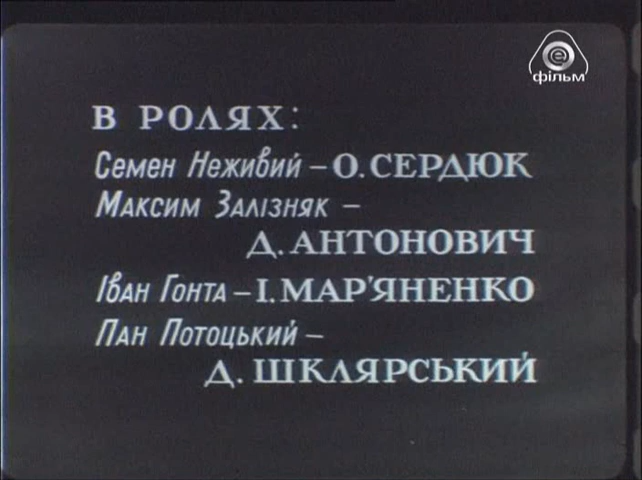 фільм
В РОЛЯХ:
Семен Неживий – О. СЕРДЮК
Максим Залізняк –
Д. АНТОНОВИЧ
Іван Гонта – І. МАР'ЯНЕНКО
Пан Потоцький –
Д. ШКЛЯРСЬКИЙ